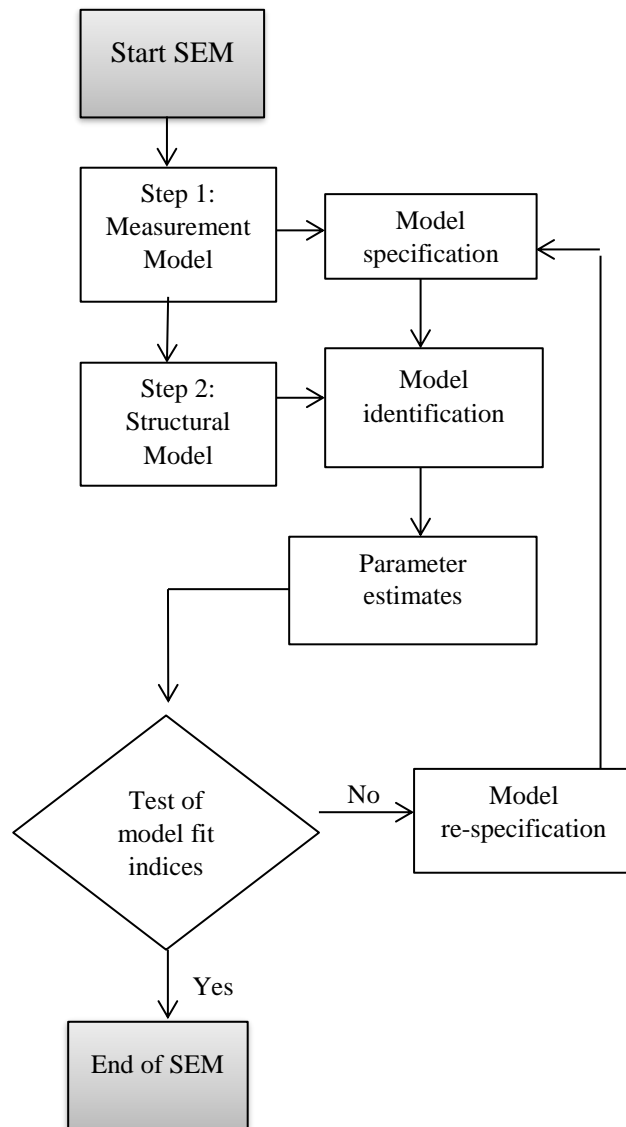 Start SEM
Step 1:
Measurement
Model
Model
specification
Step 2:
Structural
Model
Model
identification
Parameter
estimates
Test of
model fit
indices
No
Model
re-specification
Yes
End of SEM